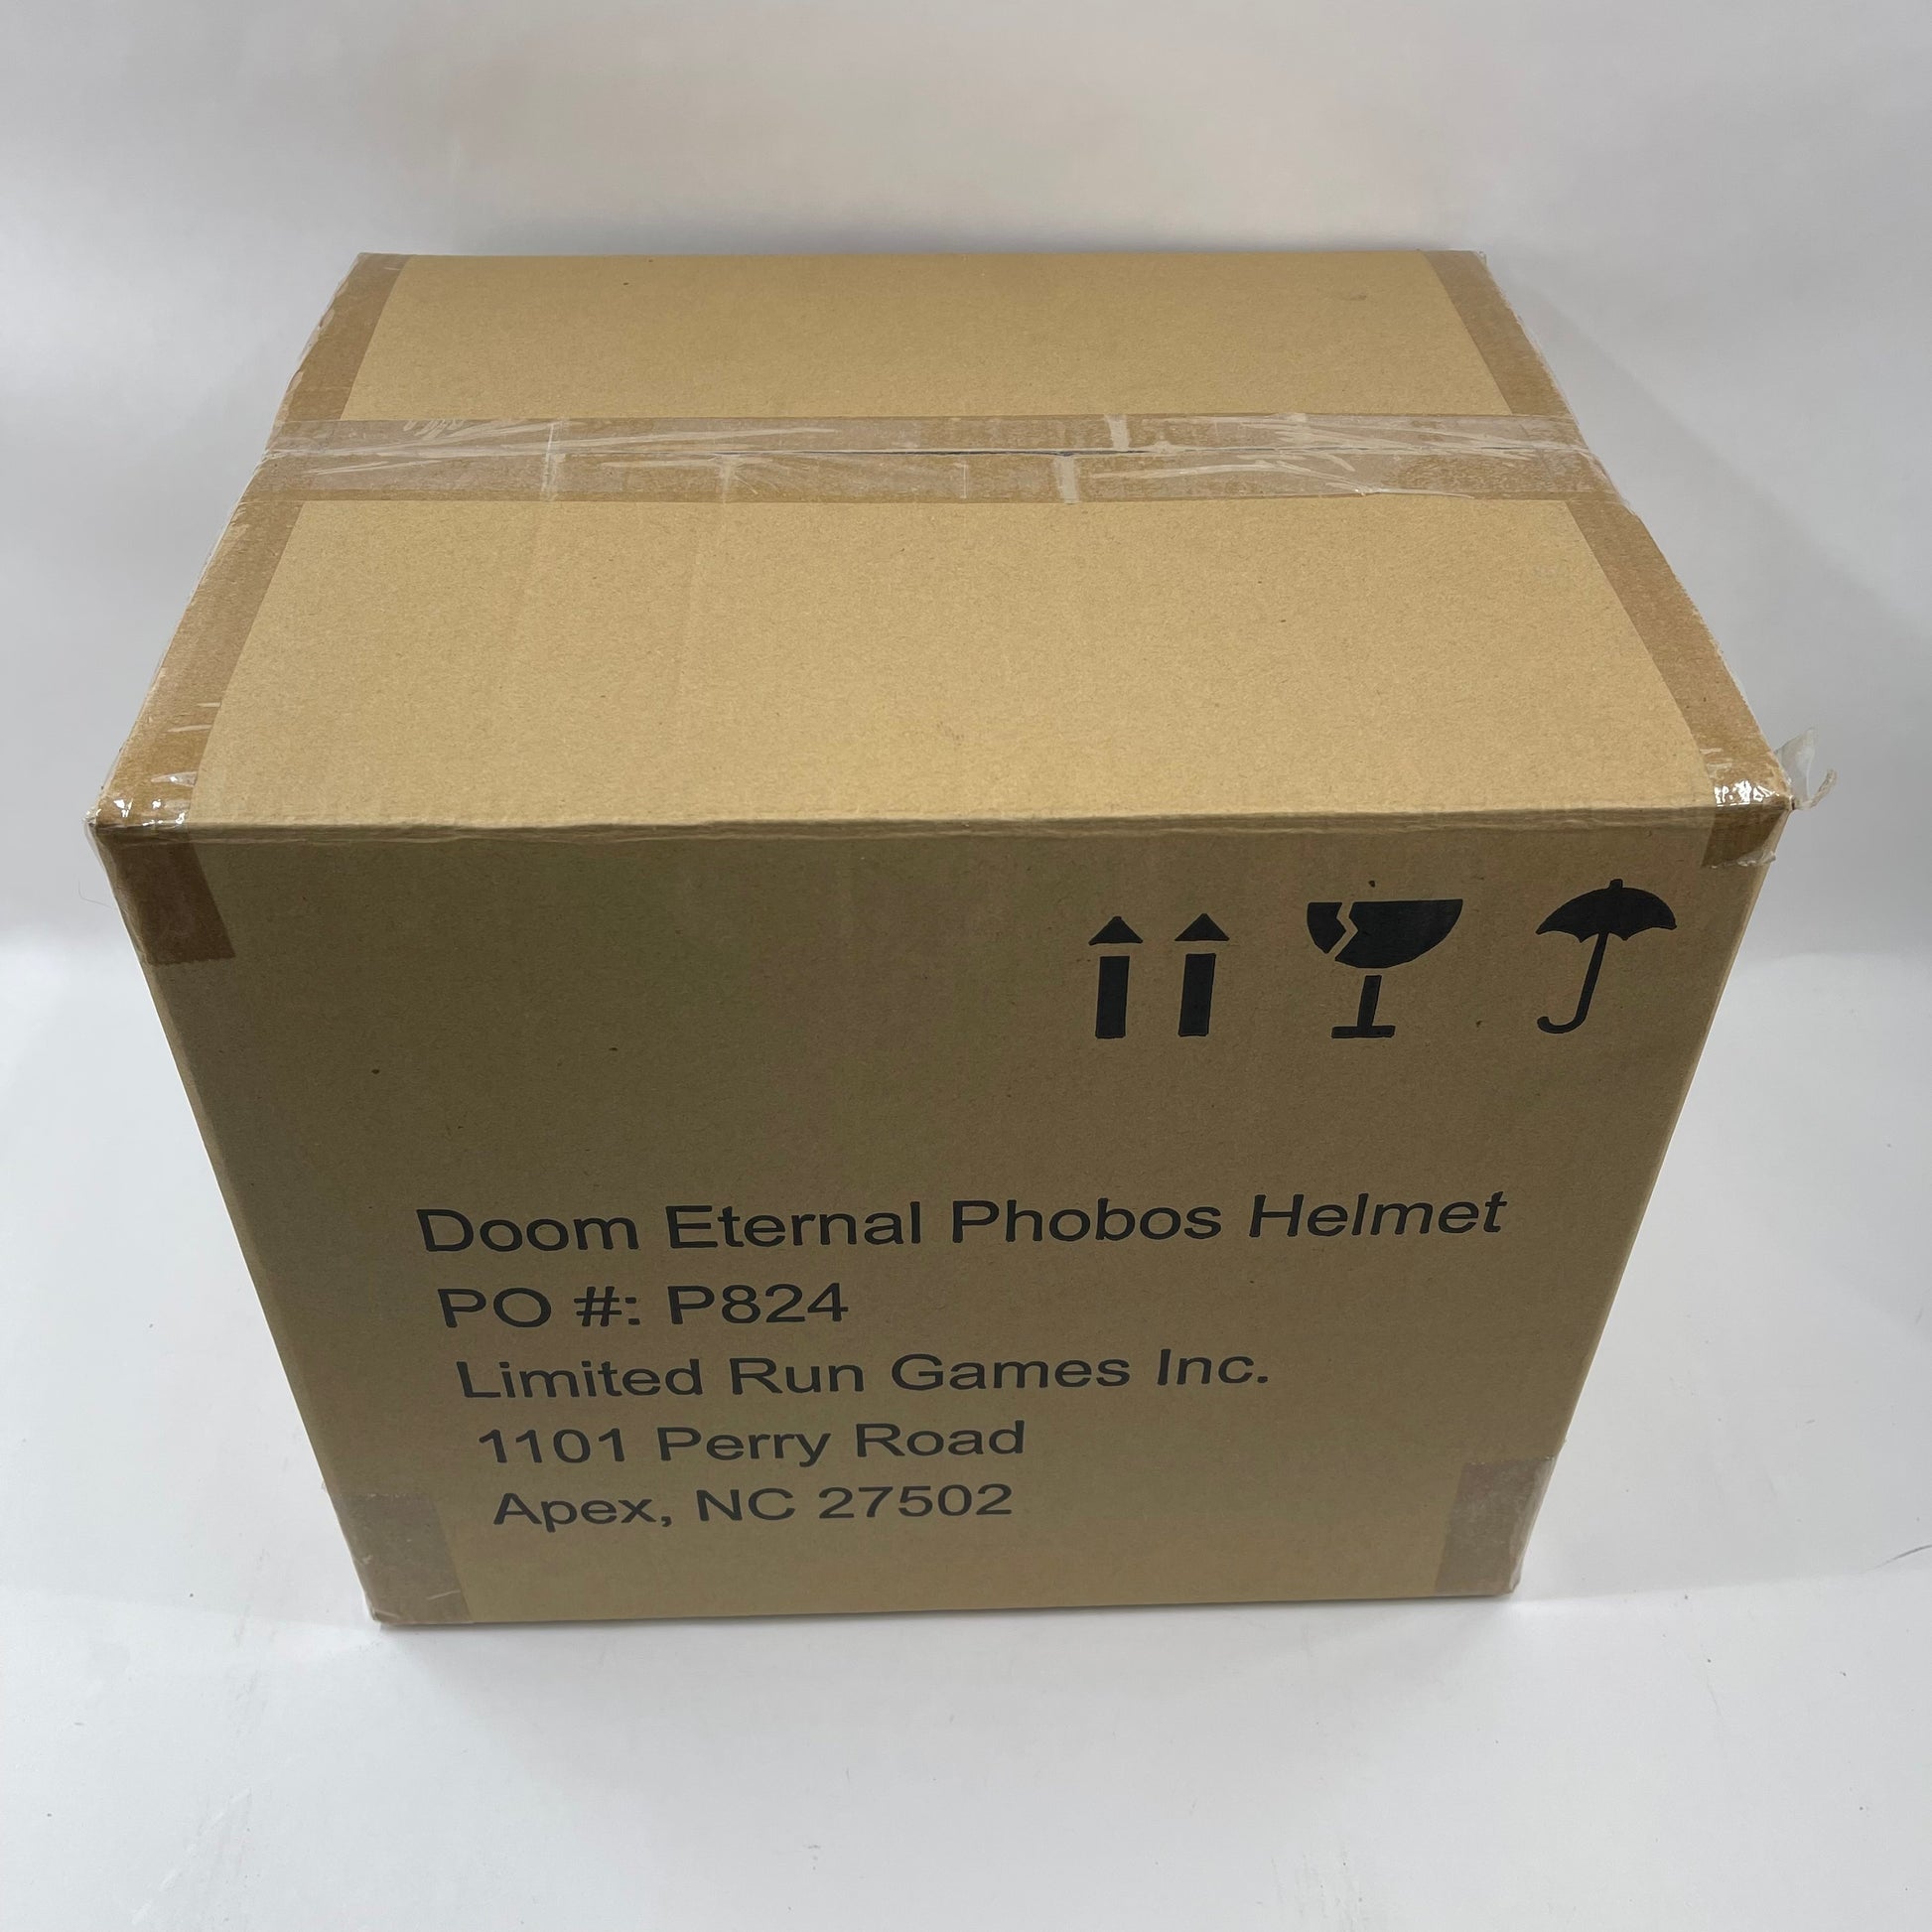 Doom Eternal Phobos Helmet
PO #: P824
Limited Run Games Inc.
1101 Perry Road
Apex, NC 27502